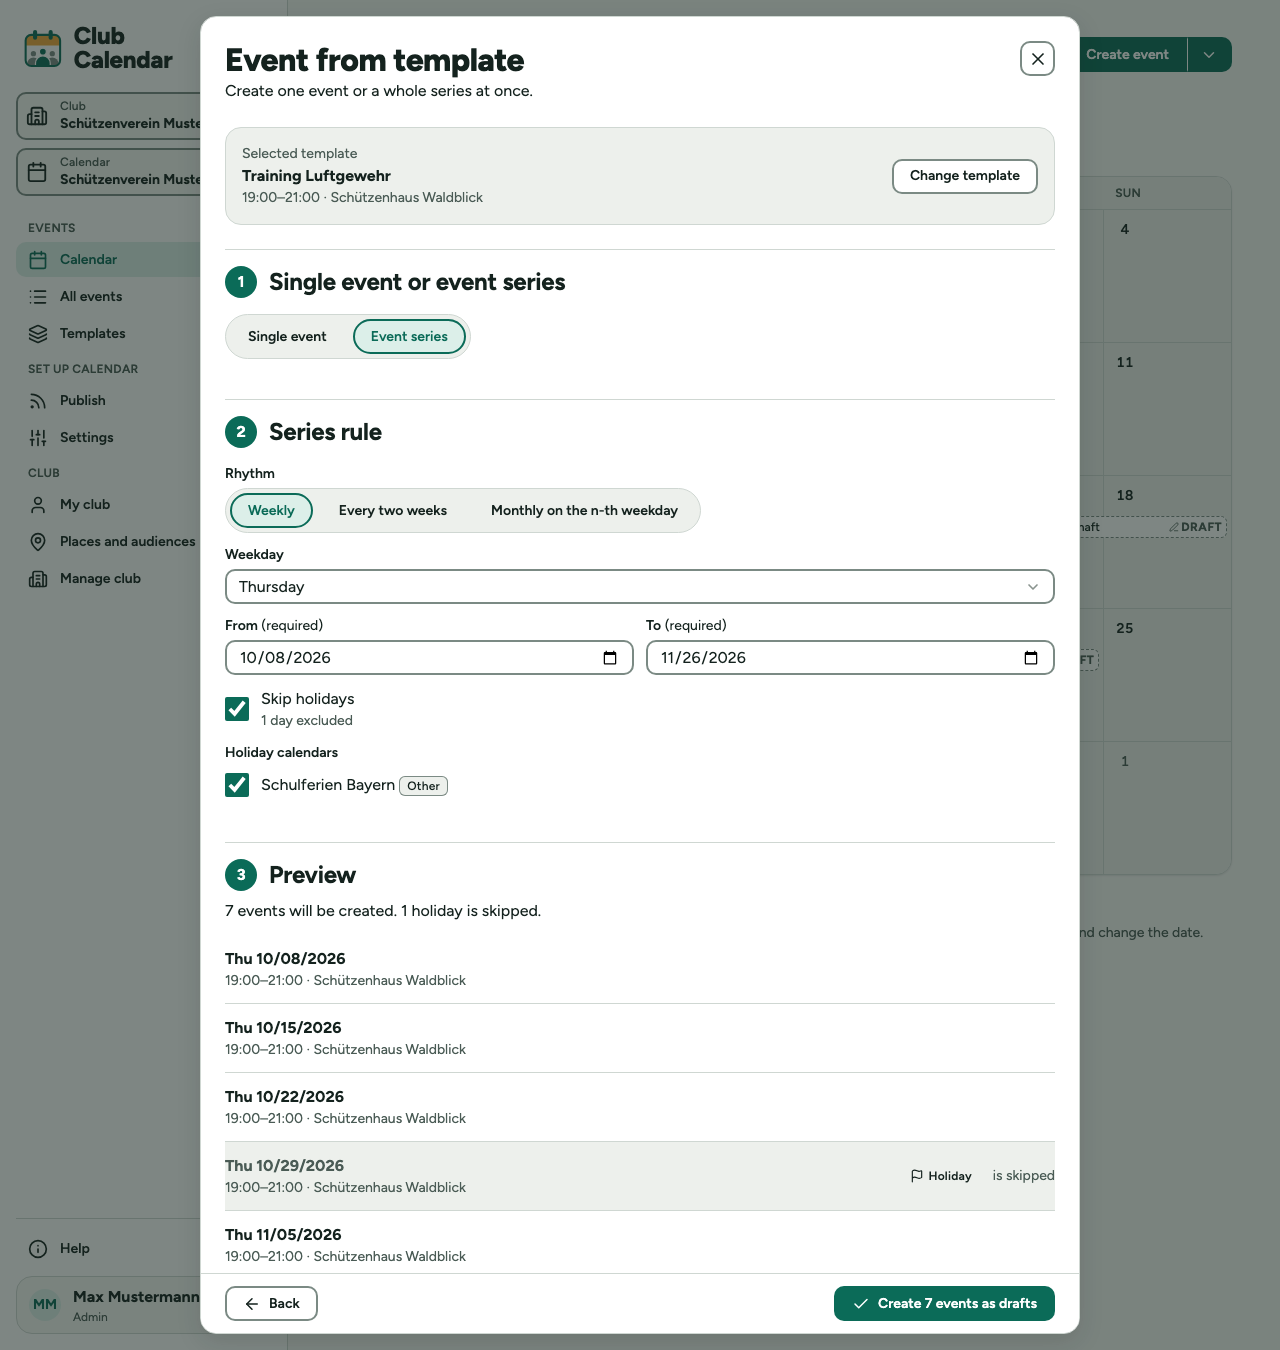 Club
Calendar
Club
Schützenverein Muste
Calendar
Schützenverein Muste
EVENTS
Calendar
All events
Templates
SET UP CALENDAR
Publish
Settings
CLUB
My club
Places and audiences
Manage club
Help
MM
Max Mustermann
Admin
Event from template
Create one event or a whole series at once.
Selected template
Training Luftgewehr
19:00–21:00 · Schützenhaus Waldblick
Change template
1 Single event or event series
Single event Event series
2 Series rule
Rhythm
Weekly Every two weeks Monthly on the n-th weekday
Weekday
Thursday
From (required) To (required)
10/08/2026 11/26/2026
Skip holidays
1 day excluded
Holiday calendars
Schulferien Bayern Other
3 Preview
7 events will be created. 1 holiday is skipped.
Thu 10/08/2026
19:00–21:00 · Schützenhaus Waldblick
Thu 10/15/2026
19:00–21:00 · Schützenhaus Waldblick
Thu 10/22/2026
19:00–21:00 · Schützenhaus Waldblick
Thu 10/29/2026
19:00–21:00 · Schützenhaus Waldblick
Holiday is skipped
Thu 11/05/2026
19:00–21:00 · Schützenhaus Waldblick
Back
Create 7 events as drafts
Create event
SUN
4
11
18
DRAFT
25
FT
1
nd change the date.